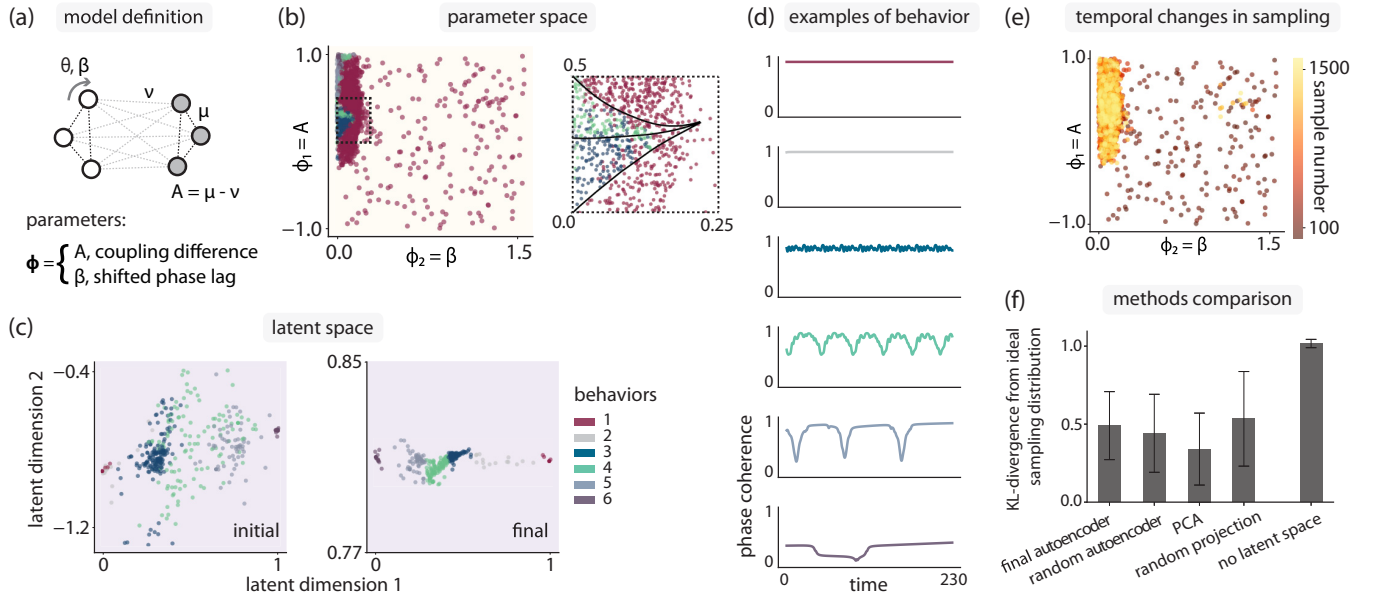 (a) model definition
θ, β
ν
μ
A = μ - ν
parameters:
ϕ = { A, coupling difference
β, shifted phase lag
(b) parameter space
1.0
ϕ₁ = A
−1.0
0.0
ϕ₂ = β
1.5
0.5
0.0
0.25
(c) latent space
−0.4
latent dimension 2
−1.2
initial
0
1
0.85
0.77
final
0
1
latent dimension 1
behaviors
1
2
3
4
5
6
(d) examples of behavior
1
0
1
0
1
0
1
0
1
0
1
0
phase coherence
0
time
230
(e) temporal changes in sampling
1.0
ϕ₁ = A
−1.0
0.0
ϕ₂ = β
1.5
1500
sample number
100
(f) methods comparison
KL-divergence from ideal
sampling distribution
1.0
0.5
0.0
final autoencoder
random autoencoder
PCA
random projection
no latent space